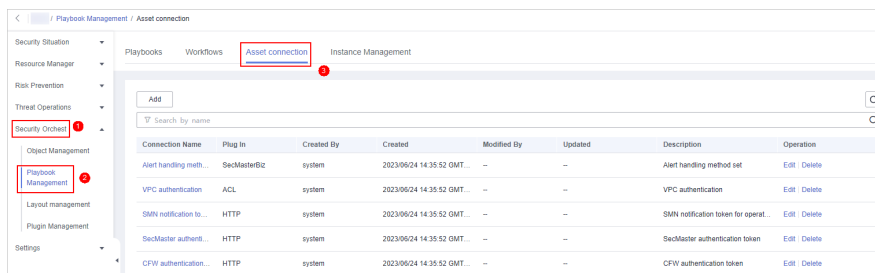 / Playbook Management / Asset connection
Security Situation
Resource Manager
Risk Prevention
Threat Operations
Security Orchest 1
Object Management
Playbook
Management 2
Layout management
Plugin Management
Settings
Playbooks Workflows Asset connection Instance Management
3
Add
Search by name
Connection Name Plug In Created By Created Modified By Updated Description Operation
Alert handling meth... SecMasterBiz system 2023/06/24 14:35:52 GMT... -- -- Alert handling method set Edit | Delete
VPC authentication ACL system 2023/06/24 14:35:52 GMT... -- -- VPC authentication Edit | Delete
SMN notification to... HTTP system 2023/06/24 14:35:52 GMT... -- -- SMN notification token for operat... Edit | Delete
SecMaster authenti... HTTP system 2023/06/24 14:35:52 GMT... -- -- SecMaster authentication token Edit | Delete
CFW authentication... HTTP system 2023/06/24 14:35:52 GMT... -- -- CFW authentication token Edit | Delete